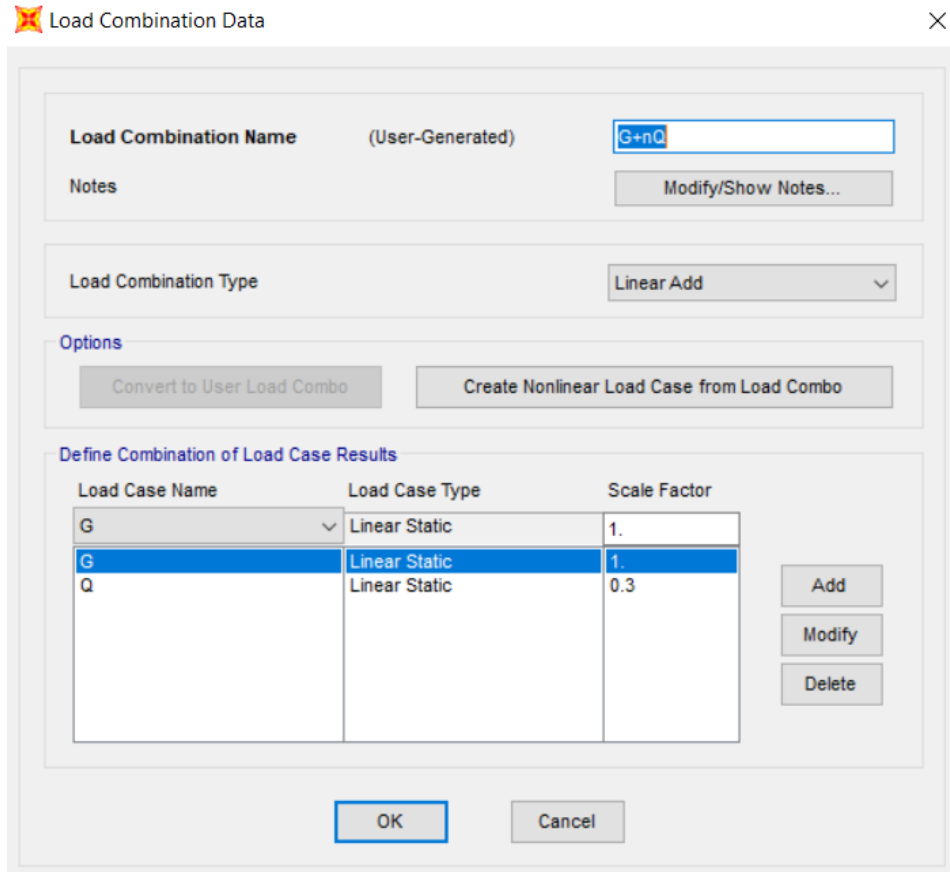 Load Combination Data
Load Combination Name (User-Generated) G+nQ
Notes Modify/Show Notes...
Load Combination Type Linear Add
Options
Convert to User Load Combo Create Nonlinear Load Case from Load Combo
Define Combination of Load Case Results
Load Case Name Load Case Type Scale Factor
G Linear Static 1.
G Linear Static 1.
Q Linear Static 0.3
Add
Modify
Delete
OK Cancel